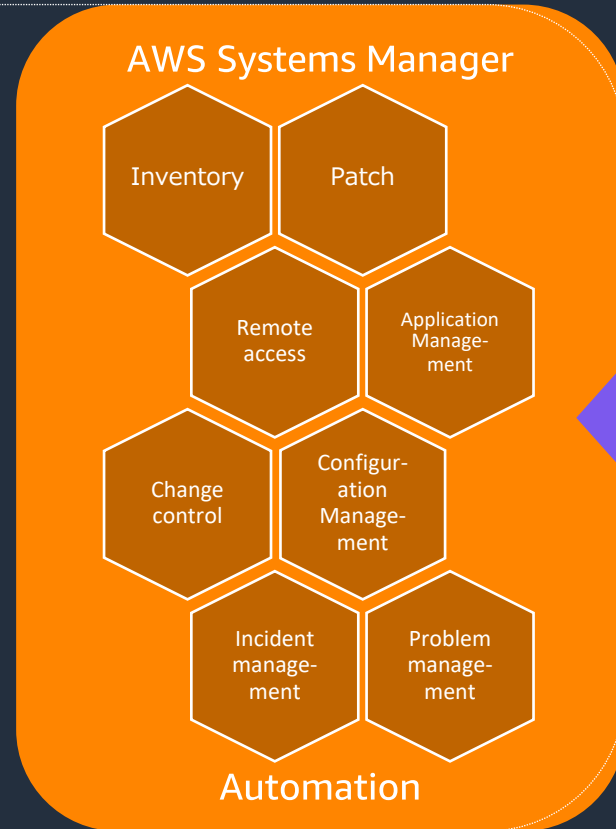 AWS Systems Manager
Inventory
Patch
Remote
access
Application
Manage-
ment
Change
control
Configur-
ation
Manage-
ment
Incident
manage-
ment
Problem
manage-
ment
Automation